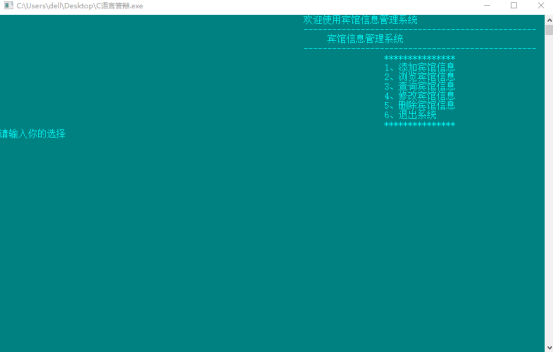 C:\Users\dell\Desktop\C语言
欢迎使用宾馆信息管理系统
------------------------------------------------
宾馆信息管理系统
------------------------------------------------
***************
1、添加宾馆信息
2、浏览宾馆信息
3、查询宾馆信息
4、修改宾馆信息
5、删除宾馆信息
6、退出系统
***************
请输入你的选择